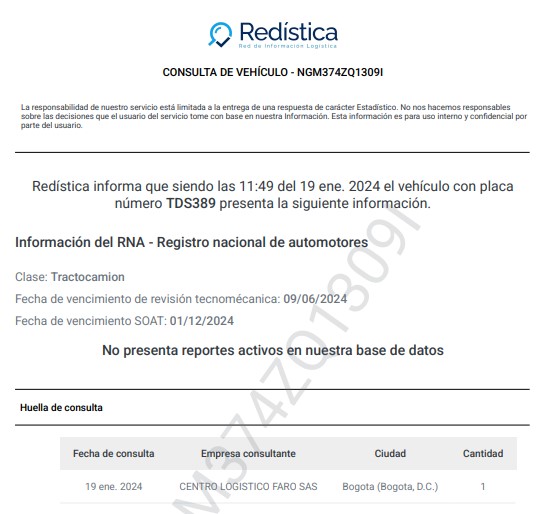 Redística
Red de Información Logística
CONSULTA DE VEHÍCULO - NGM374ZQ1309I
La responsabilidad de nuestro servicio está limitada a la entrega de una respuesta de carácter Estadístico. No nos hacemos responsables
sobre las decisiones que el usuario del servicio tome con base en nuestra Información. Esta información es para uso interno y confidencial por
parte del usuario.
Redística informa que siendo las 11:49 del 19 ene. 2024 el vehículo con placa
número TDS389 presenta la siguiente información.
Información del RNA - Registro nacional de automotores
Clase: Tractocamion
Fecha de vencimiento de revisión tecnomécanica: 09/06/2024
Fecha de vencimiento SOAT: 01/12/2024
No presenta reportes activos en nuestra base de datos
Huella de consulta
Fecha de consulta Empresa consultante Ciudad Cantidad
19 ene. 2024 CENTRO LOGISTICO FARO SAS Bogota (Bogota, D.C.) 1
M374ZQ1309I